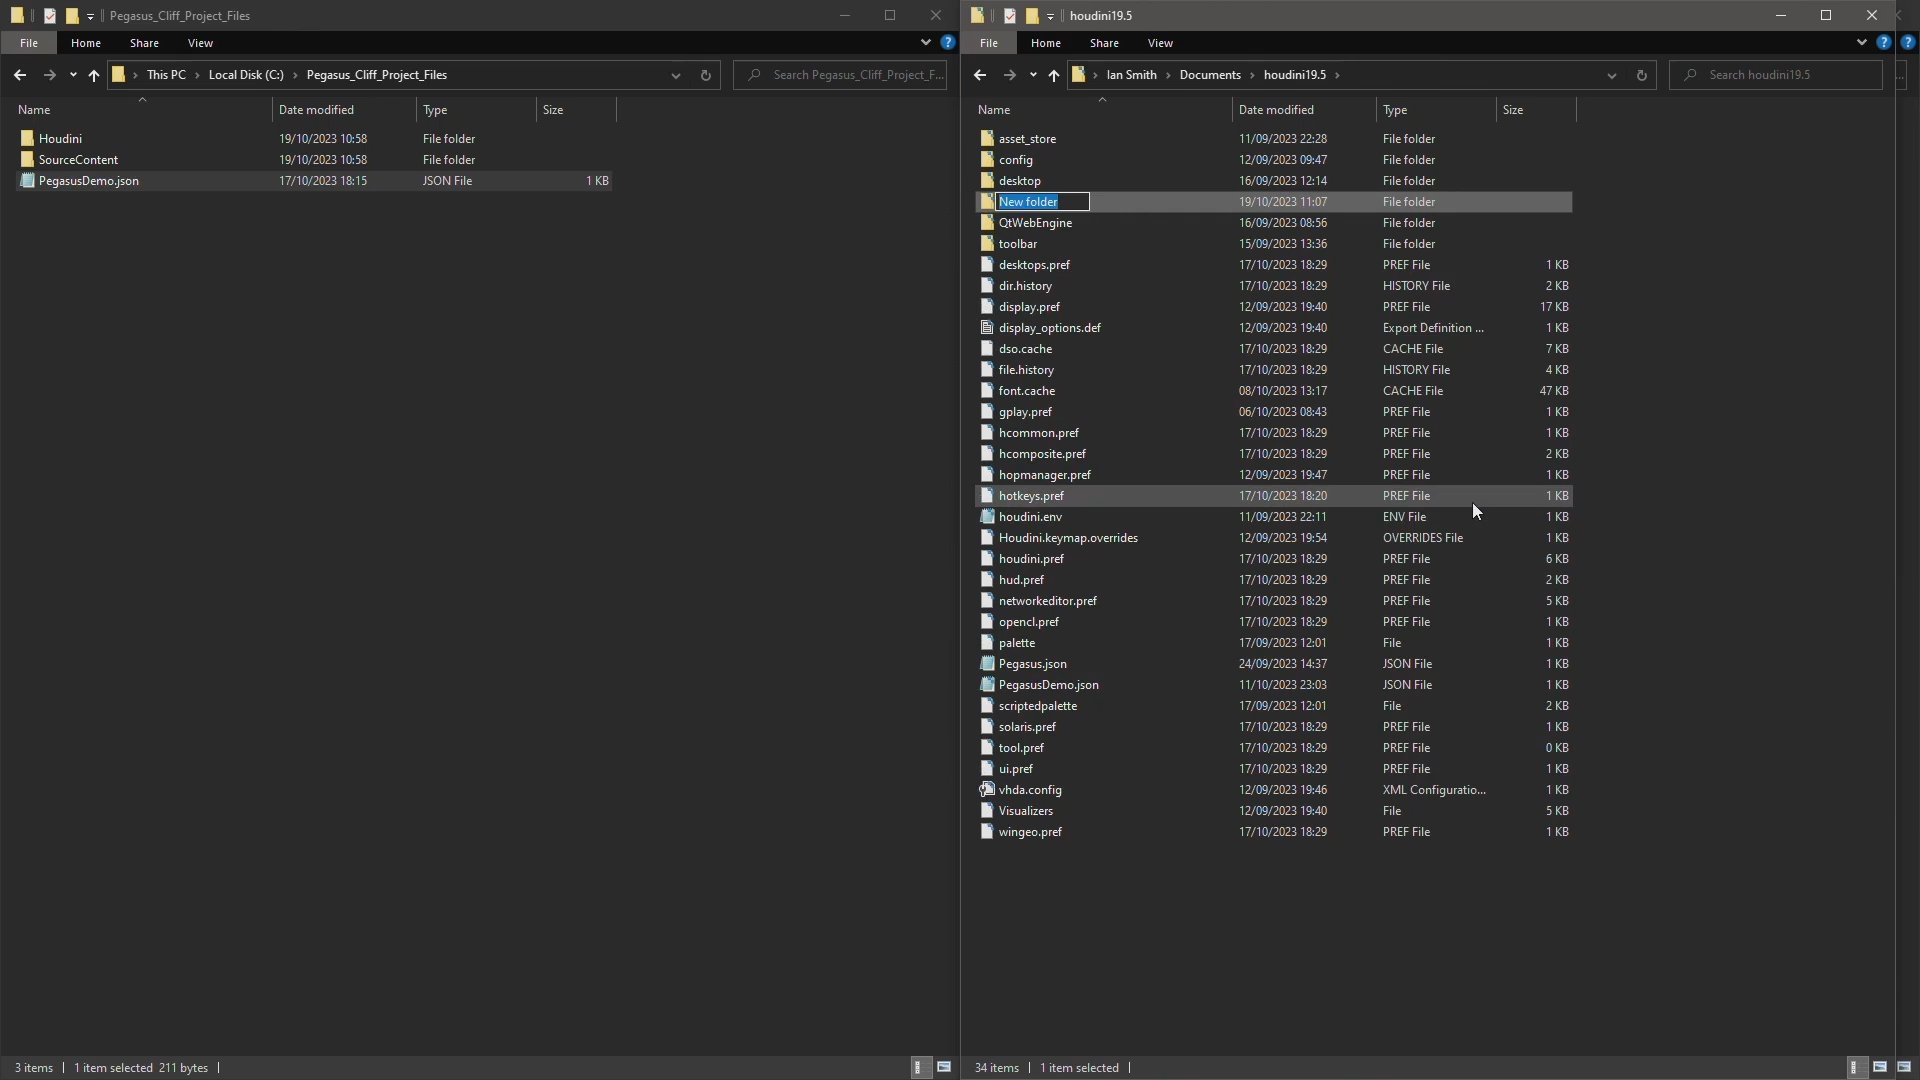 Pegasus_Cliff_Project_Files
File Home Share View
This PC Local Disk (C:) Pegasus_Cliff_Project_Files Search Pegasus_Cliff_Project_F...
Name Date modified Type Size
Houdini 19/10/2023 10:58 File folder
SourceContent 19/10/2023 10:58 File folder
PegasusDemo.json 17/10/2023 18:15 JSON File 1 KB
3 items 1 item selected 211 bytes
houdini19.5
File Home Share View
Ian Smith Documents houdini19.5 Search houdini19.5
Name Date modified Type Size
asset_store 11/09/2023 22:28 File folder
config 12/09/2023 09:47 File folder
desktop 16/09/2023 12:14 File folder
New folder 19/10/2023 11:07 File folder
QtWebEngine 16/09/2023 08:56 File folder
toolbar 15/09/2023 13:36 File folder
desktops.pref 17/10/2023 18:29 PREF File 1 KB
dir.history 17/10/2023 18:29 HISTORY File 2 KB
display.pref 12/09/2023 19:40 PREF File 17 KB
display_options.def 12/09/2023 19:40 Export Definition ... 1 KB
dso.cache 17/10/2023 18:29 CACHE File 7 KB
file.history 17/10/2023 18:29 HISTORY File 4 KB
font.cache 08/10/2023 13:17 CACHE File 47 KB
gplay.pref 06/10/2023 08:43 PREF File 1 KB
hcommon.pref 17/10/2023 18:29 PREF File 1 KB
hcomposite.pref 17/10/2023 18:29 PREF File 2 KB
hopmanager.pref 12/09/2023 19:47 PREF File 1 KB
hotkeys.pref 17/10/2023 18:20 PREF File 1 KB
houdini.env 11/09/2023 22:11 ENV File 1 KB
Houdini.keymap.overrides 12/09/2023 19:54 OVERRIDES File 1 KB
houdini.pref 17/10/2023 18:29 PREF File 6 KB
hud.pref 17/10/2023 18:29 PREF File 2 KB
networkeditor.pref 17/10/2023 18:29 PREF File 5 KB
opencl.pref 17/10/2023 18:29 PREF File 1 KB
palette 17/09/2023 12:01 File 1 KB
Pegasus.json 24/09/2023 14:37 JSON File 1 KB
PegasusDemo.json 11/10/2023 23:03 JSON File 1 KB
scriptedpalette 17/09/2023 12:01 File 2 KB
solaris.pref 17/10/2023 18:29 PREF File 1 KB
tool.pref 17/10/2023 18:29 PREF File 0 KB
ui.pref 17/10/2023 18:29 PREF File 1 KB
vhda.config 12/09/2023 19:46 XML Configuratio... 1 KB
Visualizers 12/09/2023 19:40 File 5 KB
wingeo.pref 17/10/2023 18:29 PREF File 1 KB
34 items 1 item selected